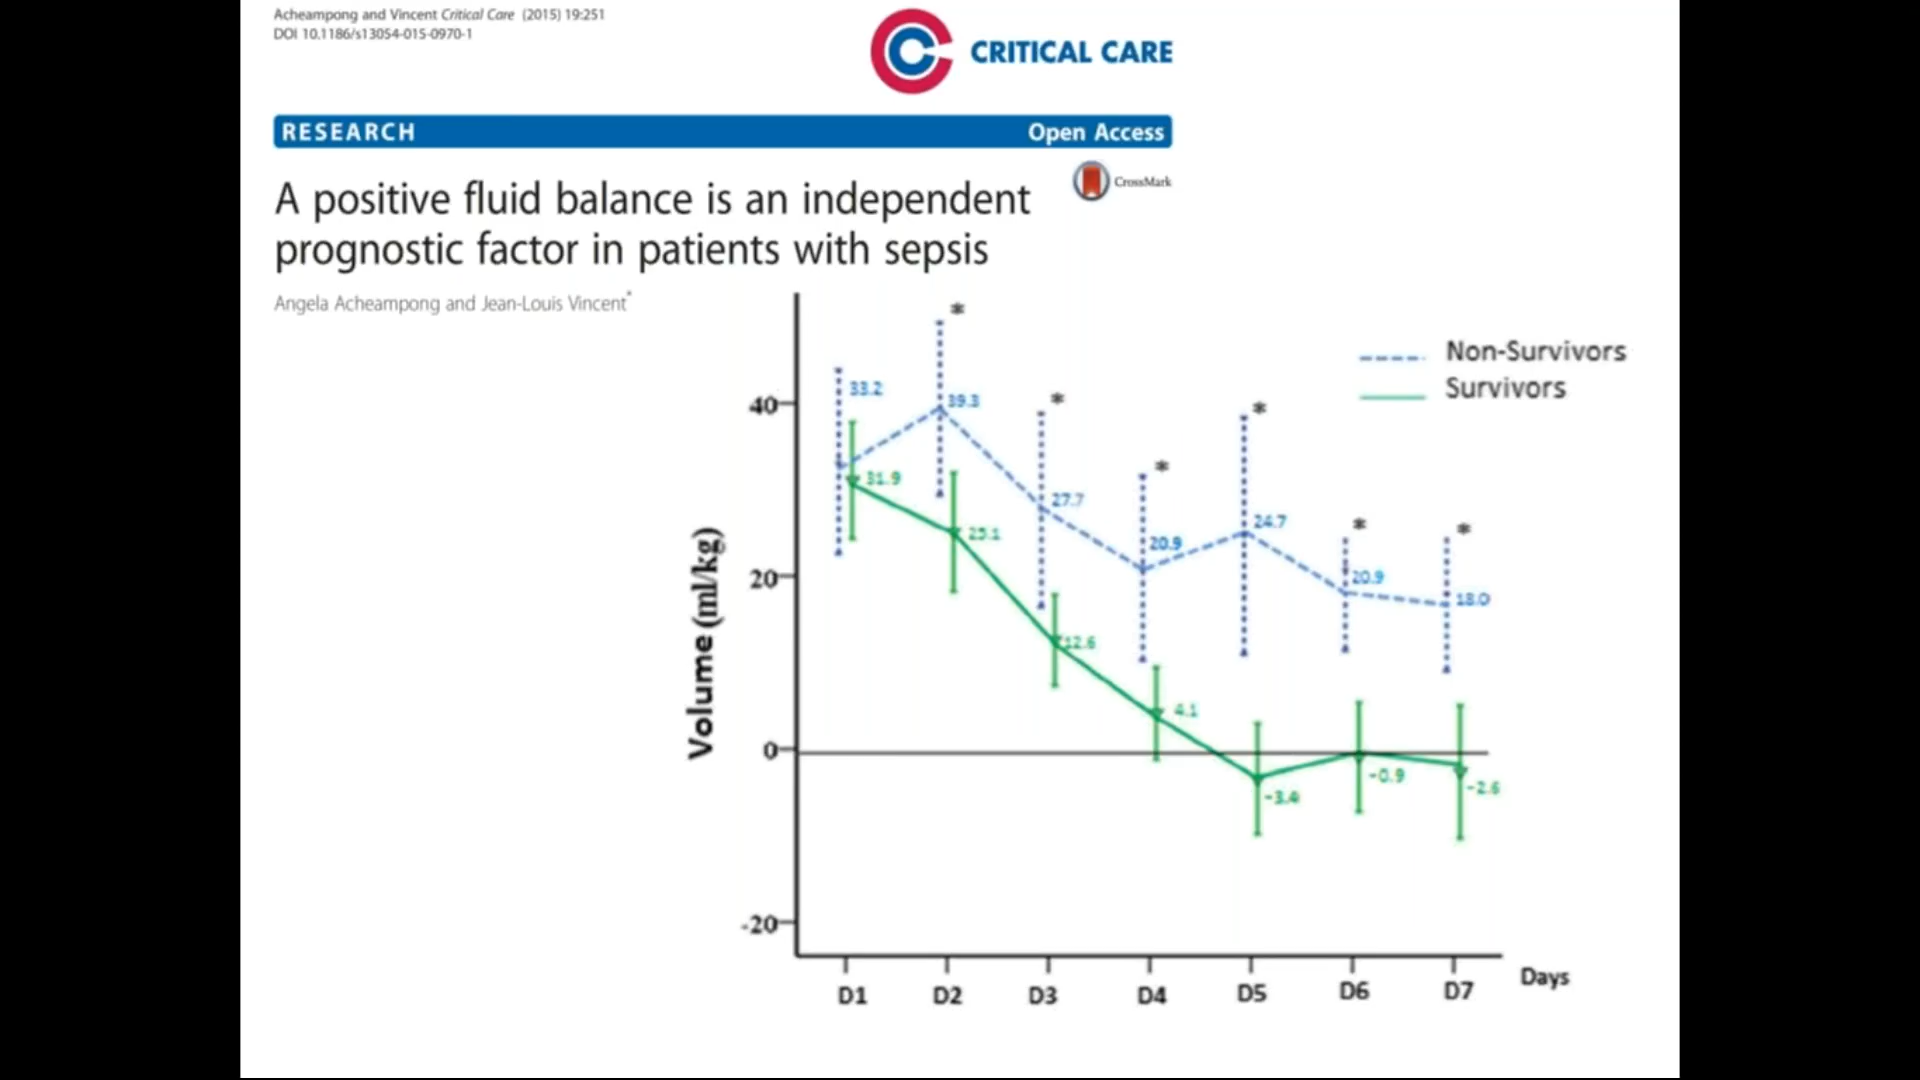 Acheampong and Vincent Critical Care (2015) 19:251
DOI 10.1186/s13054-015-0970-1
CRITICAL CARE
RESEARCH Open Access
CrossMark
A positive fluid balance is an independent
prognostic factor in patients with sepsis
Angela Acheampong and Jean-Louis Vincent*
Non-Survivors
Survivors
Volume (ml/kg)
40
20
0
-20
* * * * * *
33.2
39.3
27.7
20.9
24.7
20.9
18.0
31.9
25.1
12.6
4.1
-3.4
-0.9
-2.6
D1 D2 D3 D4 D5 D6 D7 Days